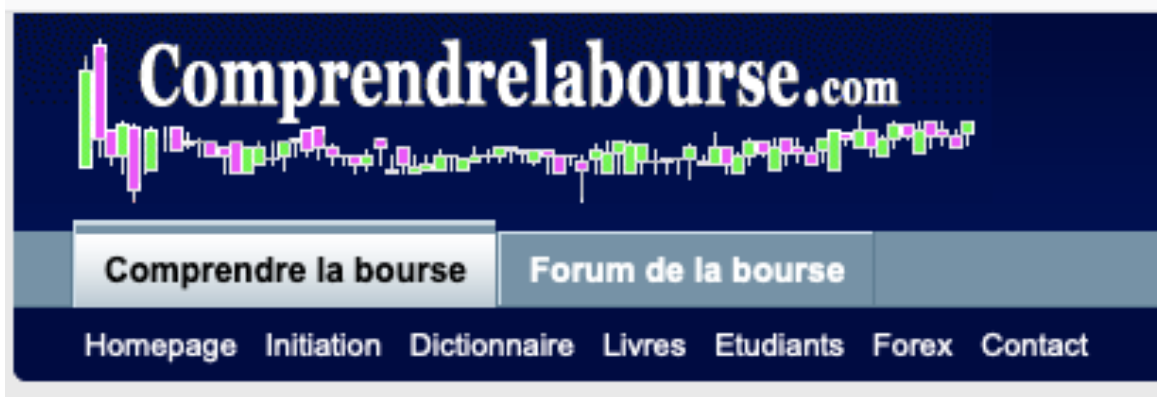 Comprendrelabourse.com
Comprendre la bourse Forum de la bourse
Homepage Initiation Dictionnaire Livres Etudiants Forex Contact